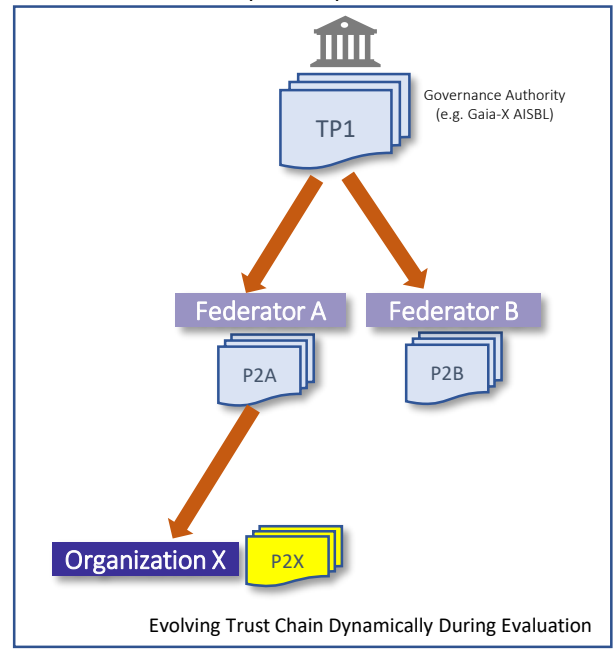 TP1
Governance Authority
(e.g. Gaia-X AISBL)
Federator A
Federator B
P2A
P2B
Organization X
P2X
Evolving Trust Chain Dynamically During Evaluation